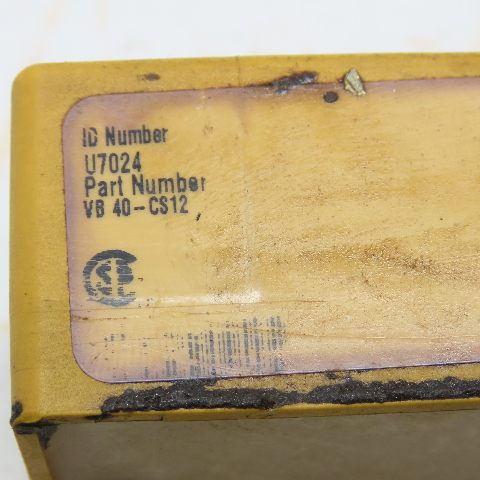 ID Number
U7024
Part Number
VB 40-CS12